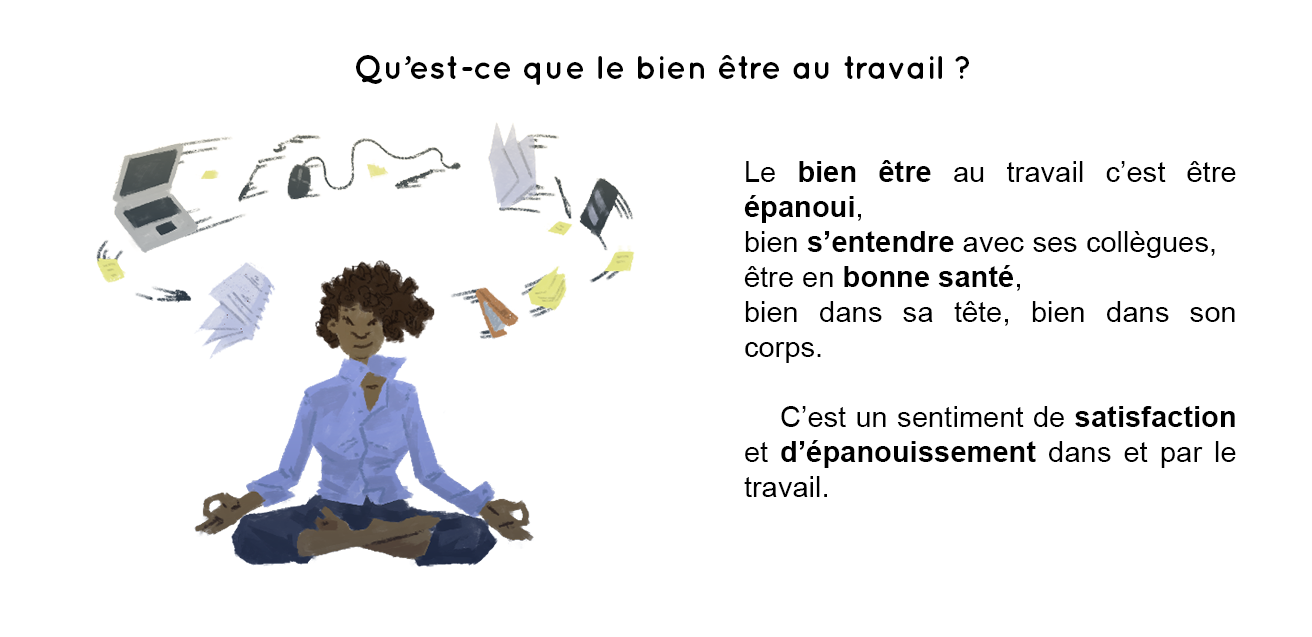 Qu'est-ce que le bien être au travail ?
Le bien être au travail c'est être
épanoui,
bien s'entendre avec ses collègues,
être en bonne santé,
bien dans sa tête, bien dans son
corps.
C'est un sentiment de satisfaction
et d'épanouissement dans et par le
travail.